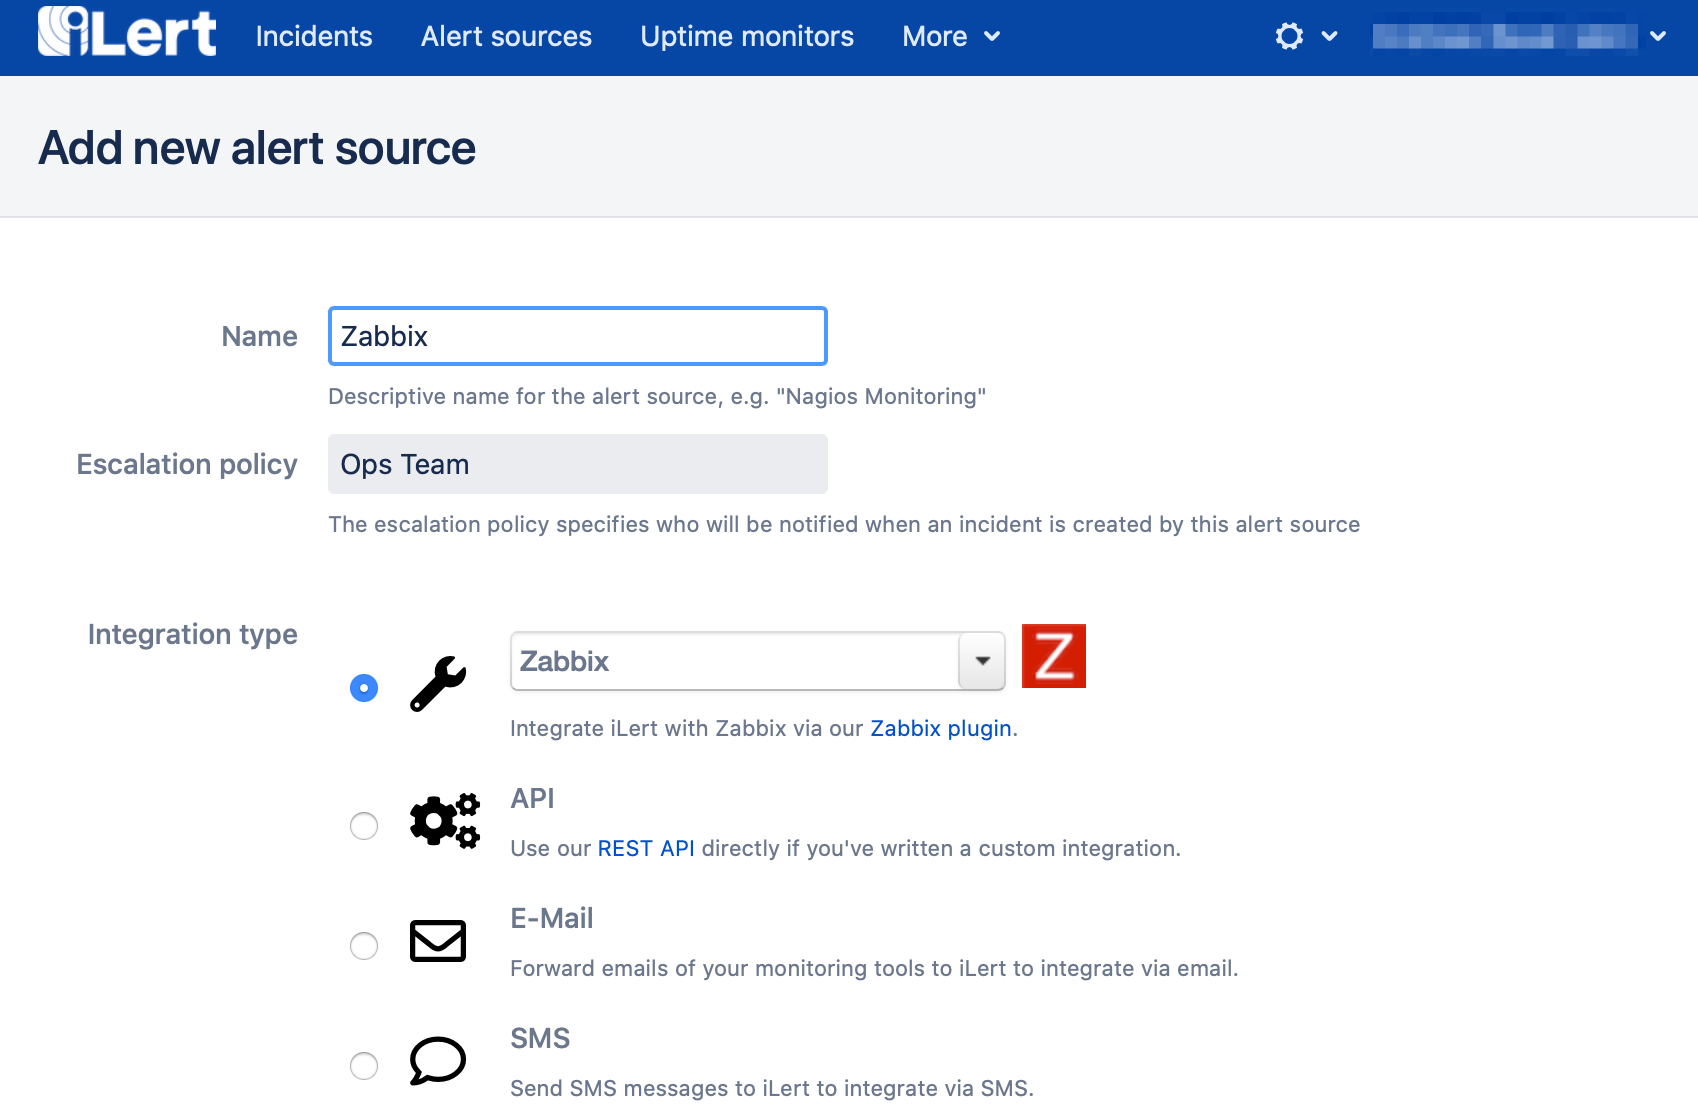 iLert Incidents Alert sources Uptime monitors More
Add new alert source
Name Zabbix
Descriptive name for the alert source, e.g. "Nagios Monitoring"
Escalation policy Ops Team
The escalation policy specifies who will be notified when an incident is created by this alert source
Integration type
Zabbix Z
Integrate iLert with Zabbix via our Zabbix plugin.
API
Use our REST API directly if you've written a custom integration.
E-Mail
Forward emails of your monitoring tools to iLert to integrate via email.
SMS
Send SMS messages to iLert to integrate via SMS.